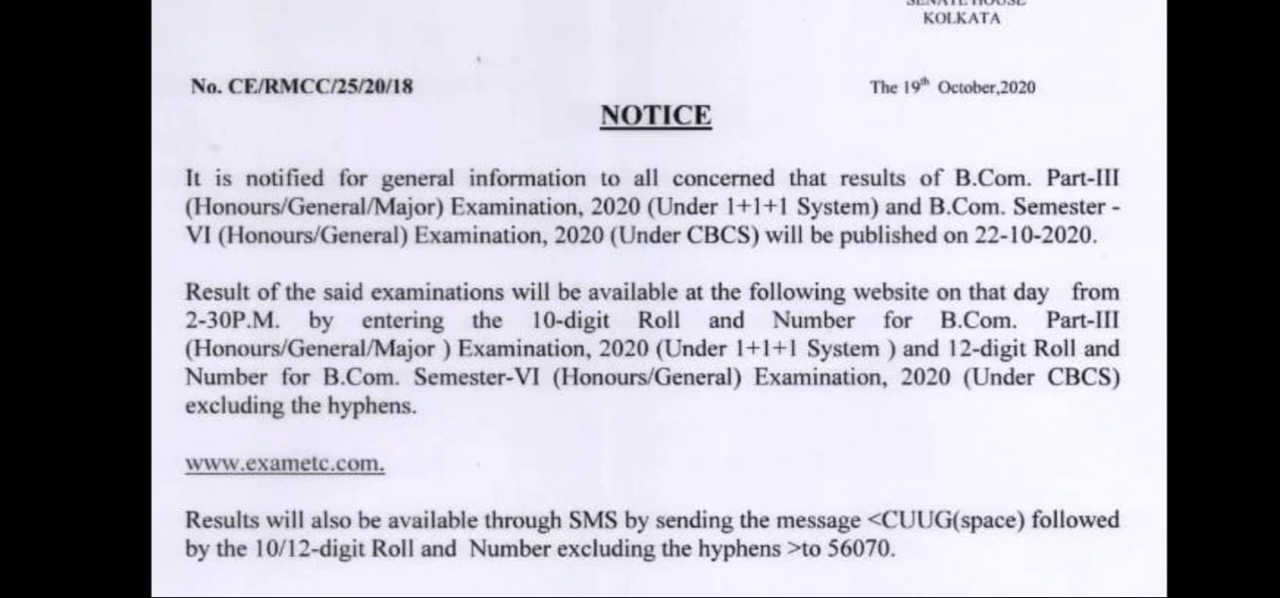 SENATE HOUSE
KOLKATA
No. CE/RMCC/25/20/18
The 19th October,2020
NOTICE
It is notified for general information to all concerned that results of B.Com. Part-III
(Honours/General/Major) Examination, 2020 (Under 1+1+1 System) and B.Com. Semester -
VI (Honours/General) Examination, 2020 (Under CBCS) will be published on 22-10-2020.
Result of the said examinations will be available at the following website on that day from
2-30P.M. by entering the 10-digit Roll and Number for B.Com. Part-III
(Honours/General/Major ) Examination, 2020 (Under 1+1+1 System ) and 12-digit Roll and
Number for B.Com. Semester-VI (Honours/General) Examination, 2020 (Under CBCS)
excluding the hyphens.
www.exametc.com.
Results will also be available through SMS by sending the message <CUUG(space) followed
by the 10/12-digit Roll and Number excluding the hyphens >to 56070.